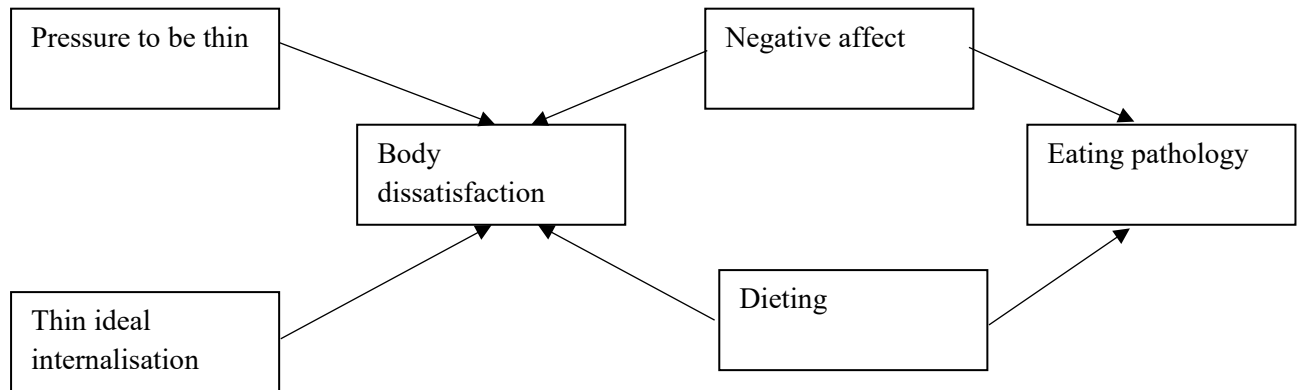 Pressure to be thin
Negative affect
Body
dissatisfaction
Eating pathology
Thin ideal
internalisation
Dieting